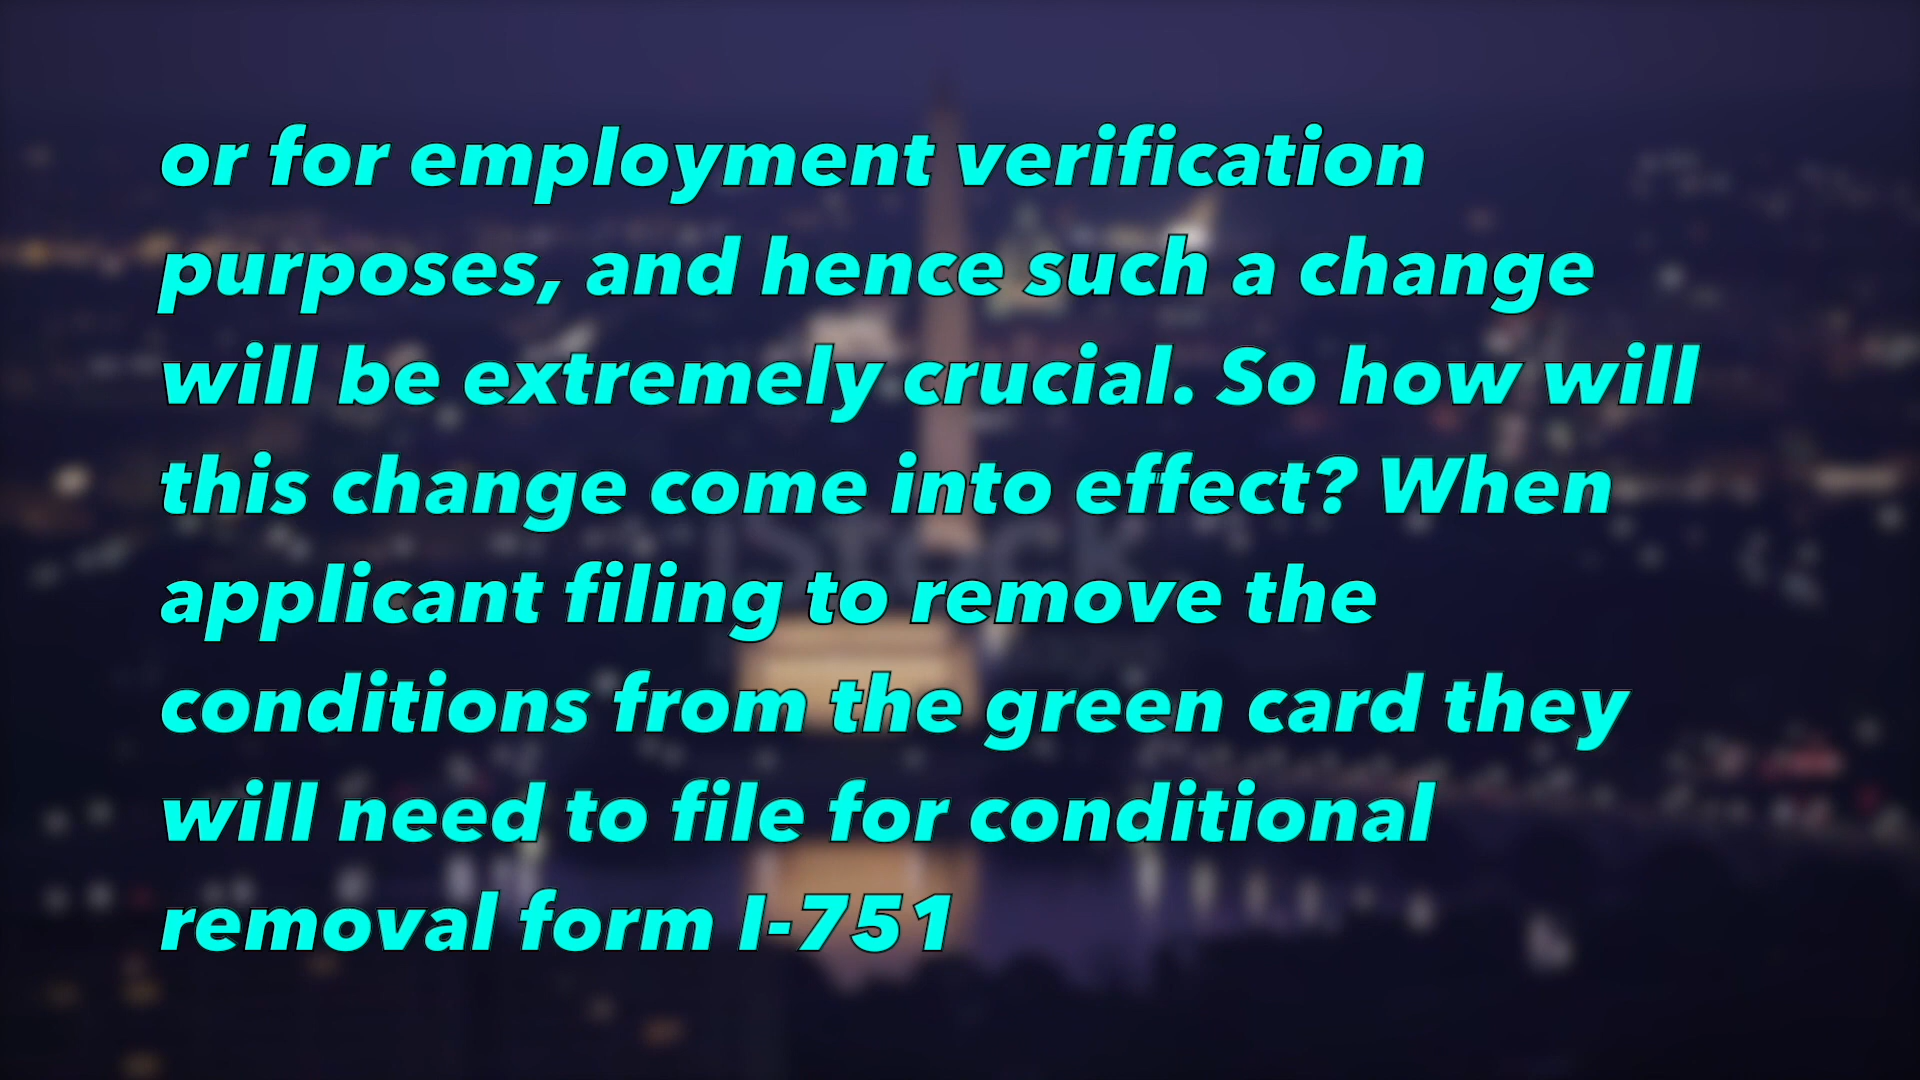 or for employment verification
purposes, and hence such a change
will be extremely crucial. So how will
this change come into effect? When
applicant filing to remove the
conditions from the green card they
will need to file for conditional
removal form I-751
iStock